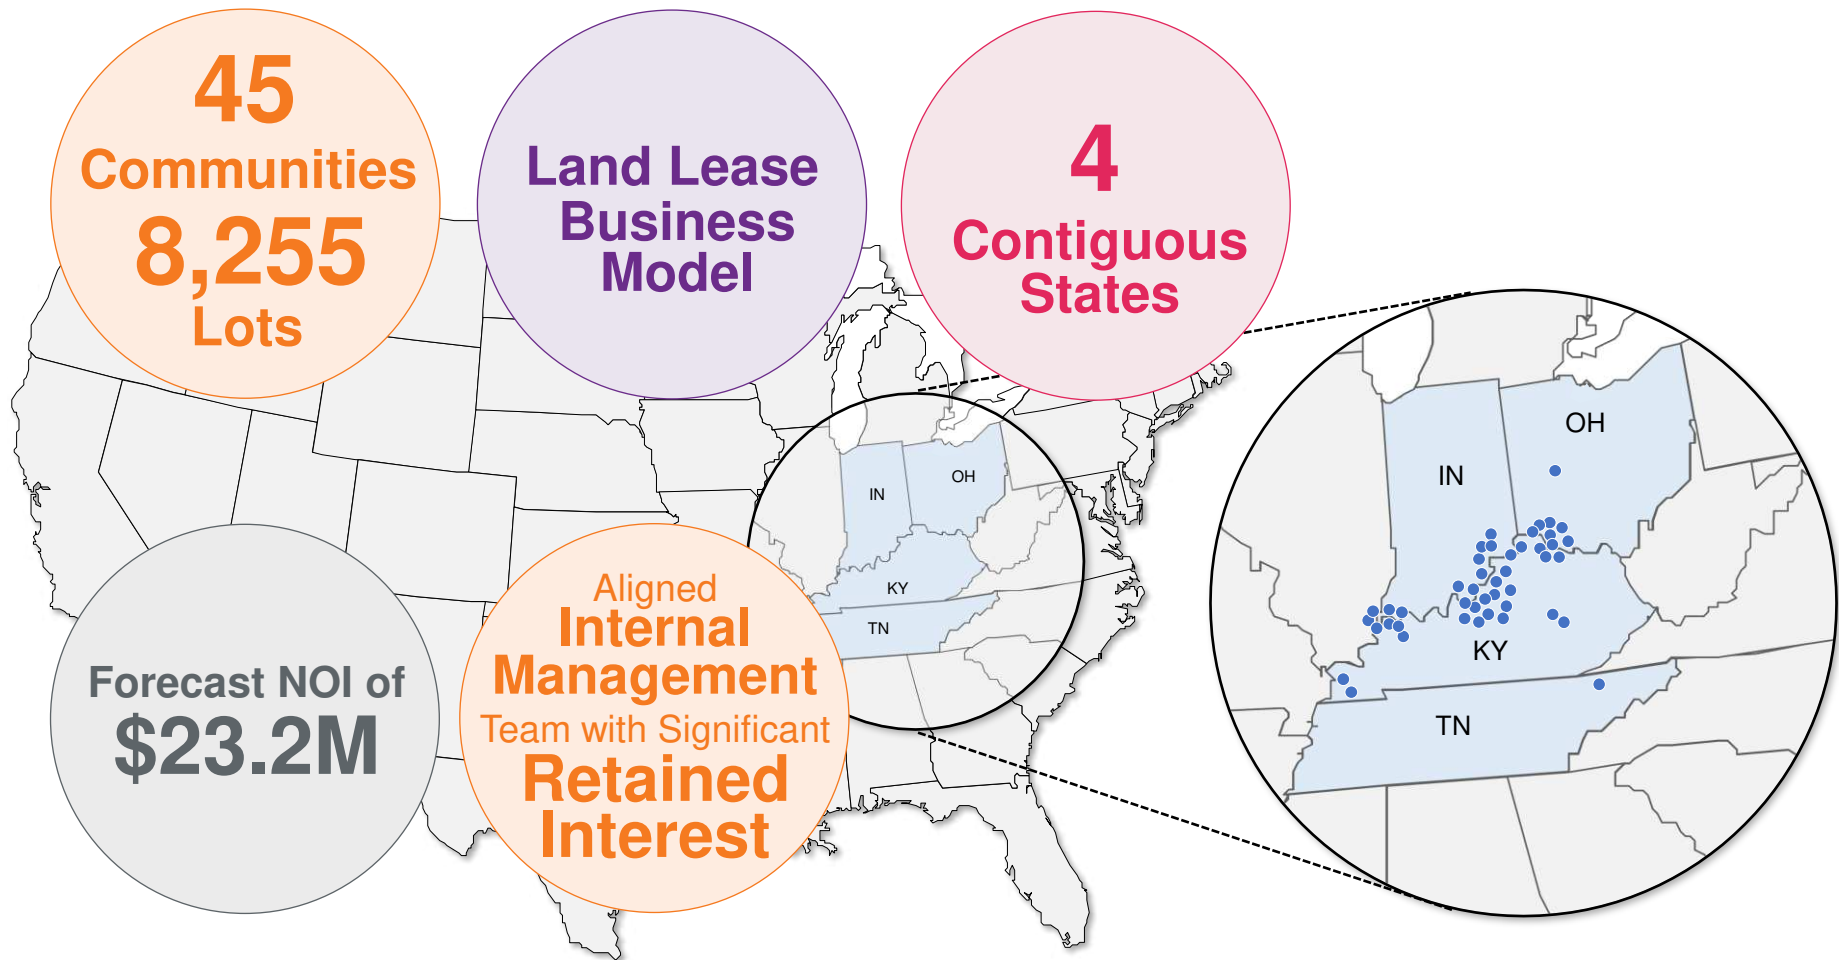 45
Communities
8,255
Lots
Land Lease
Business
Model
4
Contiguous
States
Forecast NOI of
$23.2M
Aligned
Internal
Management
Team with Significant
Retained
Interest
IN
OH
KY
TN
OH
IN
KY
TN